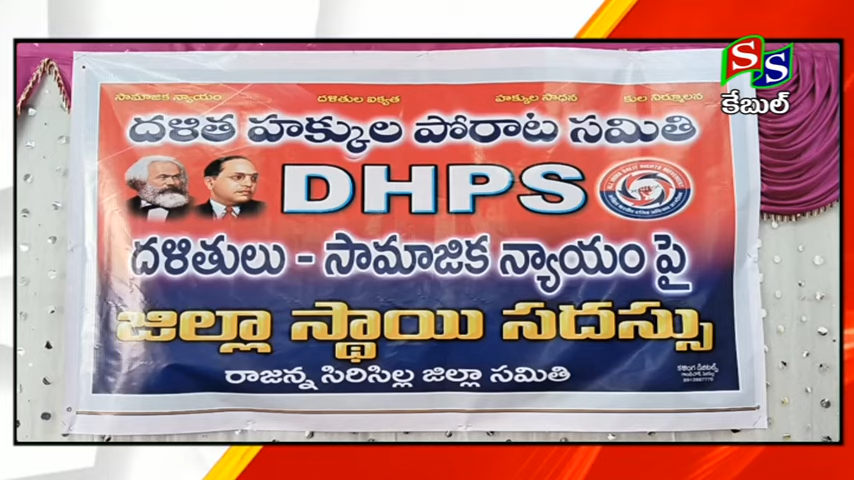 SS
కేబుల్
సామాజిక న్యాయం దళితుల ఐక్యత హక్కుల సాధన కుల నిర్మూలన
దళిత హక్కుల పోరాట సమితి
DHPS
దళితులు - సామాజిక న్యాయం పై
జిల్లా స్థాయి సదస్సు
రాజన్న సిరిసిల్ల జిల్లా సమితి